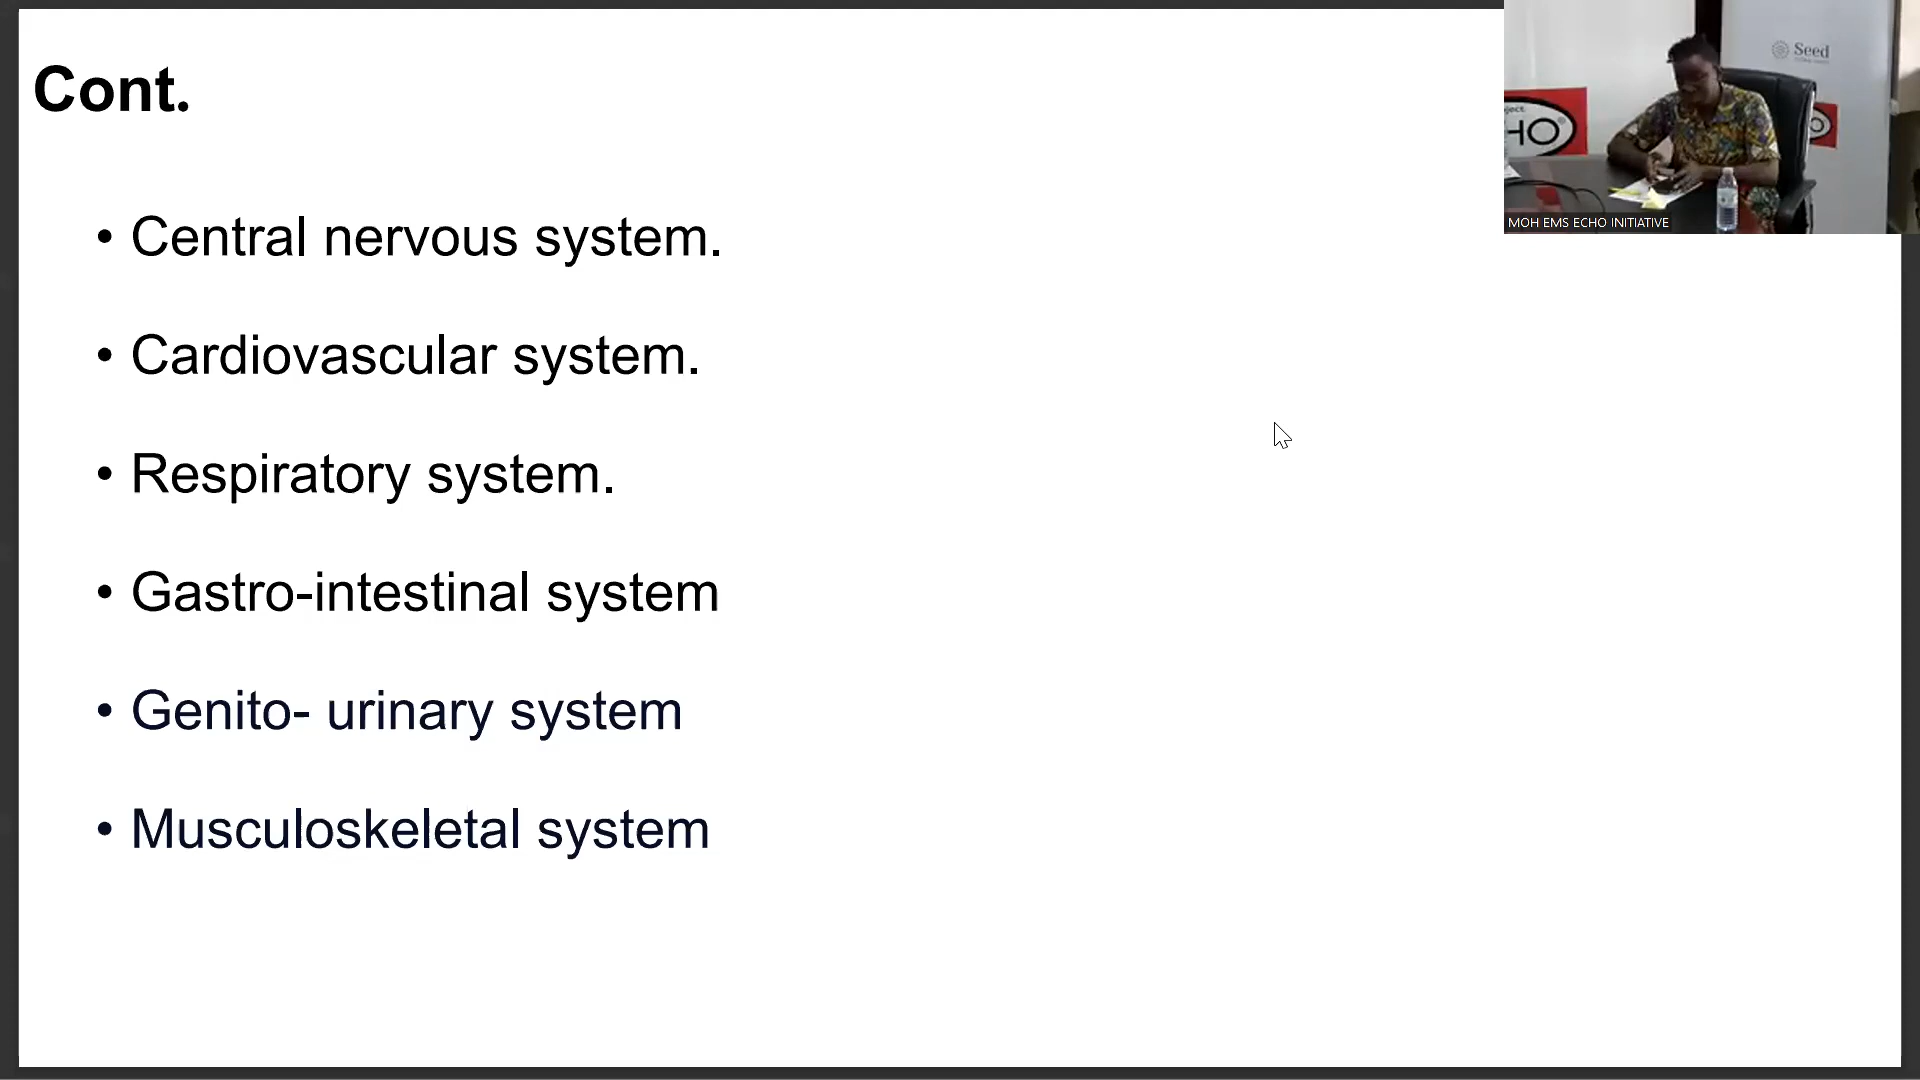 Cont.
• Central nervous system.
• Cardiovascular system.
• Respiratory system.
• Gastro-intestinal system
• Genito- urinary system
• Musculoskeletal system
Seed
HO
MOH EMS ECHO INITIATIVE